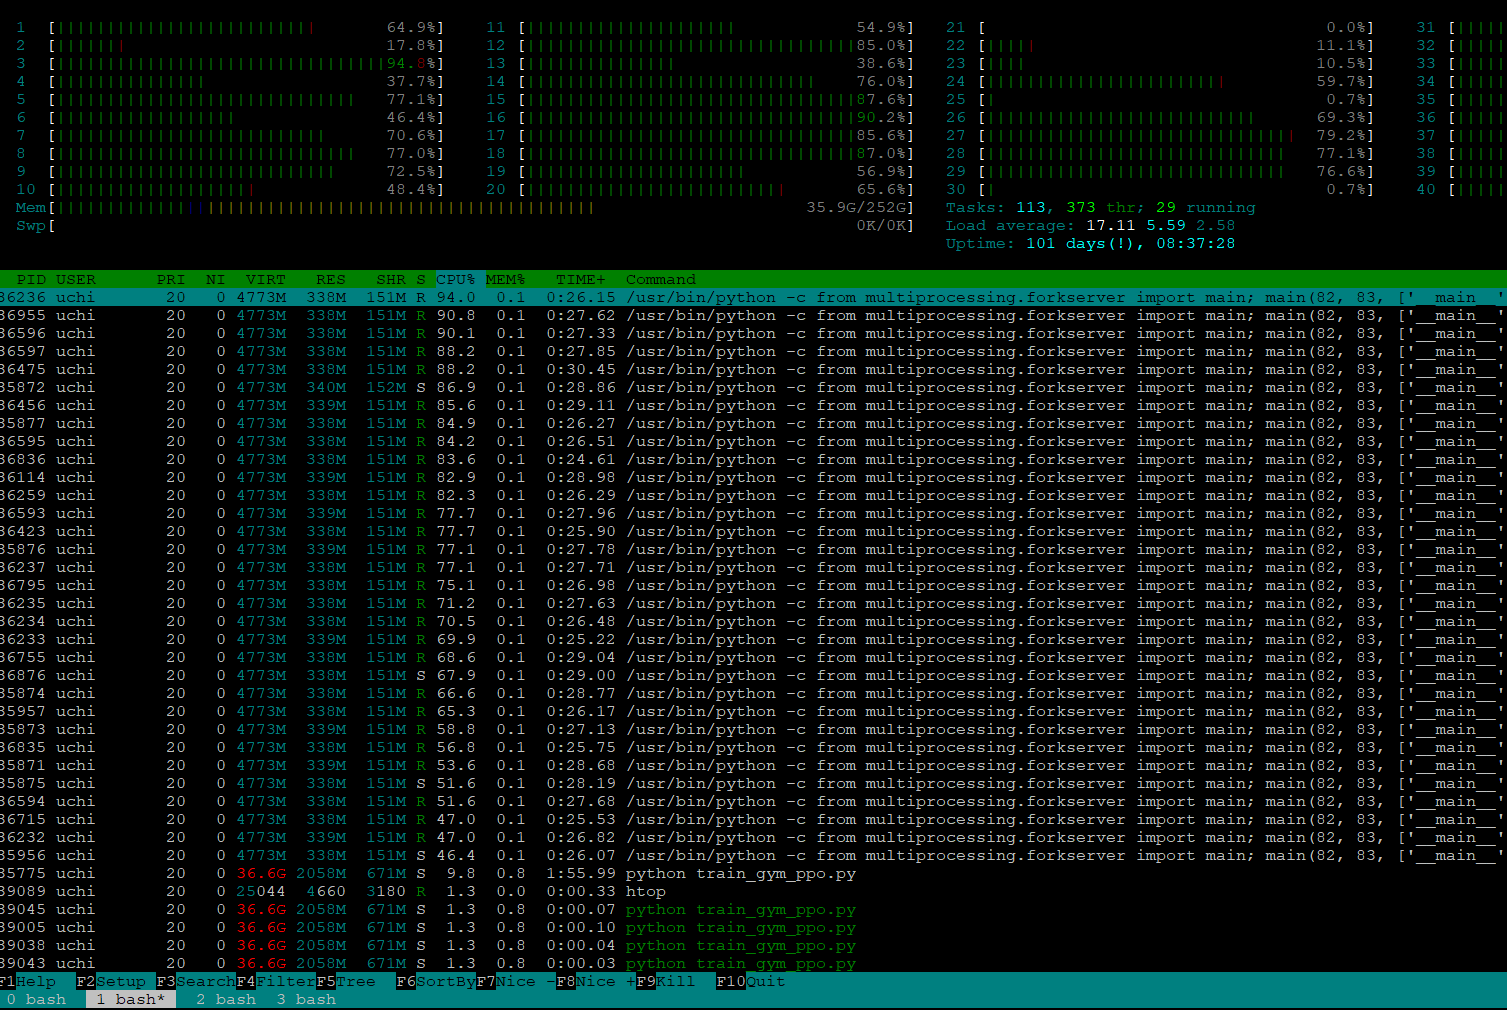 1 [ 64.9%] 11 [ 54.9%] 21 [ 0.0%] 31 [
2 [ 17.8%] 12 [ 85.0%] 22 [ 11.1%] 32 [
3 [ 94.8%] 13 [ 38.6%] 23 [ 10.5%] 33 [
4 [ 37.7%] 14 [ 76.0%] 24 [ 59.7%] 34 [
5 [ 77.1%] 15 [ 87.6%] 25 [ 0.7%] 35 [
6 [ 46.4%] 16 [ 90.2%] 26 [ 69.3%] 36 [
7 [ 70.6%] 17 [ 85.6%] 27 [ 79.2%] 37 [
8 [ 77.0%] 18 [ 87.0%] 28 [ 77.1%] 38 [
9 [ 72.5%] 19 [ 56.9%] 29 [ 76.6%] 39 [
10 [ 48.4%] 20 [ 65.6%] 30 [ 0.7%] 40 [
Mem[ 35.9G/252G] Tasks: 113, 373 thr; 29 running
Swp[ 0K/0K] Load average: 17.11 5.59 2.58
Uptime: 101 days(!), 08:37:28
PID USER PRI NI VIRT RES SHR S CPU% MEM% TIME+ Command
36236 uchi 20 0 4773M 338M 151M R 94.0 0.1 0:26.15 /usr/bin/python -c from multiprocessing.forkserver import main; main(82, 83, ['__main__'
36955 uchi 20 0 4773M 338M 151M R 90.8 0.1 0:27.62 /usr/bin/python -c from multiprocessing.forkserver import main; main(82, 83, ['__main__'
36596 uchi 20 0 4773M 338M 151M R 90.1 0.1 0:27.33 /usr/bin/python -c from multiprocessing.forkserver import main; main(82, 83, ['__main__'
36597 uchi 20 0 4773M 338M 151M R 88.2 0.1 0:27.85 /usr/bin/python -c from multiprocessing.forkserver import main; main(82, 83, ['__main__'
36475 uchi 20 0 4773M 338M 151M R 88.2 0.1 0:30.45 /usr/bin/python -c from multiprocessing.forkserver import main; main(82, 83, ['__main__'
35872 uchi 20 0 4773M 340M 152M S 86.9 0.1 0:28.86 /usr/bin/python -c from multiprocessing.forkserver import main; main(82, 83, ['__main__'
36456 uchi 20 0 4773M 339M 151M R 85.6 0.1 0:29.11 /usr/bin/python -c from multiprocessing.forkserver import main; main(82, 83, ['__main__'
35877 uchi 20 0 4773M 339M 151M R 84.9 0.1 0:26.27 /usr/bin/python -c from multiprocessing.forkserver import main; main(82, 83, ['__main__'
36595 uchi 20 0 4773M 339M 151M R 84.2 0.1 0:26.51 /usr/bin/python -c from multiprocessing.forkserver import main; main(82, 83, ['__main__'
36836 uchi 20 0 4773M 338M 151M R 83.6 0.1 0:24.61 /usr/bin/python -c from multiprocessing.forkserver import main; main(82, 83, ['__main__'
36114 uchi 20 0 4773M 338M 151M R 82.9 0.1 0:28.98 /usr/bin/python -c from multiprocessing.forkserver import main; main(82, 83, ['__main__'
36259 uchi 20 0 4773M 338M 151M R 82.3 0.1 0:26.29 /usr/bin/python -c from multiprocessing.forkserver import main; main(82, 83, ['__main__'
36593 uchi 20 0 4773M 339M 151M R 77.7 0.1 0:27.96 /usr/bin/python -c from multiprocessing.forkserver import main; main(82, 83, ['__main__'
36423 uchi 20 0 4773M 338M 151M R 77.7 0.1 0:25.90 /usr/bin/python -c from multiprocessing.forkserver import main; main(82, 83, ['__main__'
35876 uchi 20 0 4773M 339M 151M R 77.1 0.1 0:27.78 /usr/bin/python -c from multiprocessing.forkserver import main; main(82, 83, ['__main__'
36237 uchi 20 0 4773M 338M 151M R 77.1 0.1 0:27.71 /usr/bin/python -c from multiprocessing.forkserver import main; main(82, 83, ['__main__'
36795 uchi 20 0 4773M 338M 151M R 75.1 0.1 0:26.98 /usr/bin/python -c from multiprocessing.forkserver import main; main(82, 83, ['__main__'
36235 uchi 20 0 4773M 338M 151M R 71.2 0.1 0:27.63 /usr/bin/python -c from multiprocessing.forkserver import main; main(82, 83, ['__main__'
36234 uchi 20 0 4773M 338M 151M R 70.5 0.1 0:26.48 /usr/bin/python -c from multiprocessing.forkserver import main; main(82, 83, ['__main__'
36233 uchi 20 0 4773M 339M 151M R 69.9 0.1 0:25.22 /usr/bin/python -c from multiprocessing.forkserver import main; main(82, 83, ['__main__'
36755 uchi 20 0 4773M 338M 151M R 68.6 0.1 0:29.04 /usr/bin/python -c from multiprocessing.forkserver import main; main(82, 83, ['__main__'
36876 uchi 20 0 4773M 338M 151M S 67.9 0.1 0:29.00 /usr/bin/python -c from multiprocessing.forkserver import main; main(82, 83, ['__main__'
35874 uchi 20 0 4773M 338M 151M R 66.6 0.1 0:28.77 /usr/bin/python -c from multiprocessing.forkserver import main; main(82, 83, ['__main__'
35957 uchi 20 0 4773M 338M 151M R 65.3 0.1 0:26.17 /usr/bin/python -c from multiprocessing.forkserver import main; main(82, 83, ['__main__'
35873 uchi 20 0 4773M 339M 151M R 58.8 0.1 0:27.13 /usr/bin/python -c from multiprocessing.forkserver import main; main(82, 83, ['__main__'
36835 uchi 20 0 4773M 338M 151M R 56.8 0.1 0:25.75 /usr/bin/python -c from multiprocessing.forkserver import main; main(82, 83, ['__main__'
35871 uchi 20 0 4773M 339M 151M R 53.6 0.1 0:28.68 /usr/bin/python -c from multiprocessing.forkserver import main; main(82, 83, ['__main__'
35875 uchi 20 0 4773M 338M 151M S 51.6 0.1 0:28.19 /usr/bin/python -c from multiprocessing.forkserver import main; main(82, 83, ['__main__'
36594 uchi 20 0 4773M 338M 151M R 51.6 0.1 0:27.68 /usr/bin/python -c from multiprocessing.forkserver import main; main(82, 83, ['__main__'
36715 uchi 20 0 4773M 338M 151M R 47.0 0.1 0:25.53 /usr/bin/python -c from multiprocessing.forkserver import main; main(82, 83, ['__main__'
36232 uchi 20 0 4773M 339M 151M R 47.0 0.1 0:26.82 /usr/bin/python -c from multiprocessing.forkserver import main; main(82, 83, ['__main__'
35956 uchi 20 0 4773M 338M 151M S 46.4 0.1 0:26.07 /usr/bin/python -c from multiprocessing.forkserver import main; main(82, 83, ['__main__'
35775 uchi 20 0 36.6G 2058M 671M S 9.8 0.8 1:55.99 python train_gym_ppo.py
39089 uchi 20 0 25044 4660 3180 R 1.3 0.0 0:00.33 htop
39045 uchi 20 0 36.6G 2058M 671M S 1.3 0.8 0:00.07 python train_gym_ppo.py
39005 uchi 20 0 36.6G 2058M 671M S 1.3 0.8 0:00.10 python train_gym_ppo.py
39038 uchi 20 0 36.6G 2058M 671M S 1.3 0.8 0:00.04 python train_gym_ppo.py
39043 uchi 20 0 36.6G 2058M 671M S 1.3 0.8 0:00.03 python train_gym_ppo.py
F1Help F2Setup F3SearchF4FilterF5Tree F6SortByF7Nice -F8Nice +F9Kill F10Quit
0 bash 1 bash* 2 bash 3 bash